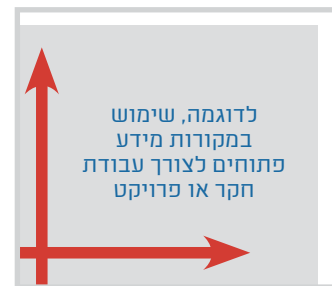 לדוגמה, שימוש
במקורות מידע
פתוחים לצורך עבודת
חקר או פרויקט